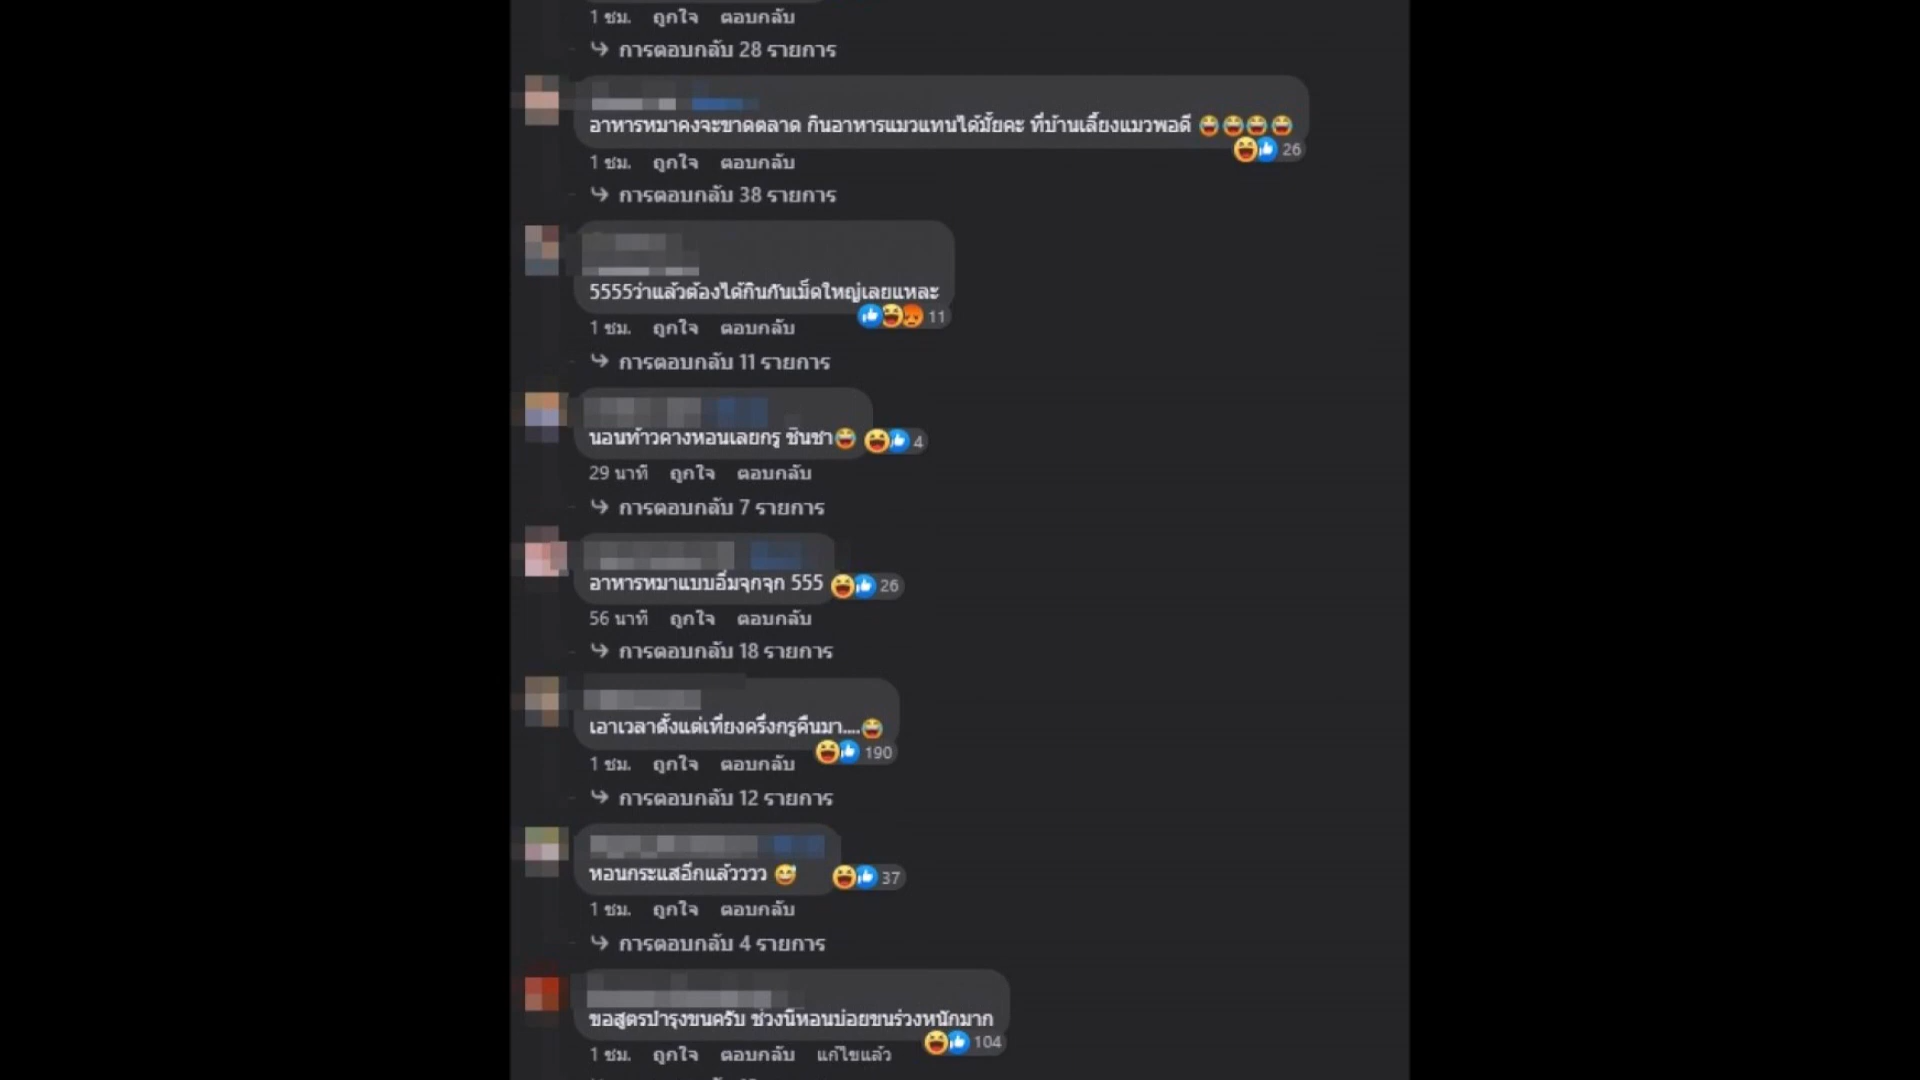 1 ชม. ถูกใจ ตอบกลับ
การตอบกลับ 28 รายการ
อาหารหมาคงจะขาดตลาด กินอาหารแมวแทนได้มั้ยคะ ที่บ้านเลี้ยงแมวพอดี 😂😂😂😂
26
1 ชม. ถูกใจ ตอบกลับ
การตอบกลับ 38 รายการ
5555ว่าแล้วต้องได้กินกันเม็ดใหญ่เลยแหละ
11
1 ชม. ถูกใจ ตอบกลับ
การตอบกลับ 11 รายการ
นอนท้าวคางหอนเลยกรู ชินชา😂 4
29 นาที ถูกใจ ตอบกลับ
การตอบกลับ 7 รายการ
อาหารหมาแบบอิ่มจุกจุก 555 26
56 นาที ถูกใจ ตอบกลับ
การตอบกลับ 18 รายการ
เอาเวลาตั้งแต่เที่ยงครึ่งกรูคืนมา....😂
190
1 ชม. ถูกใจ ตอบกลับ
การตอบกลับ 12 รายการ
หอนกระแสอีกแล้วววว 😅 37
1 ชม. ถูกใจ ตอบกลับ
การตอบกลับ 4 รายการ
ขอสูตรบำรุงขนครับ ช่วงนี้หอนบ่อยขนร่วงหนักมาก
104
1 ชม. ถูกใจ ตอบกลับ แก้ไขแล้ว